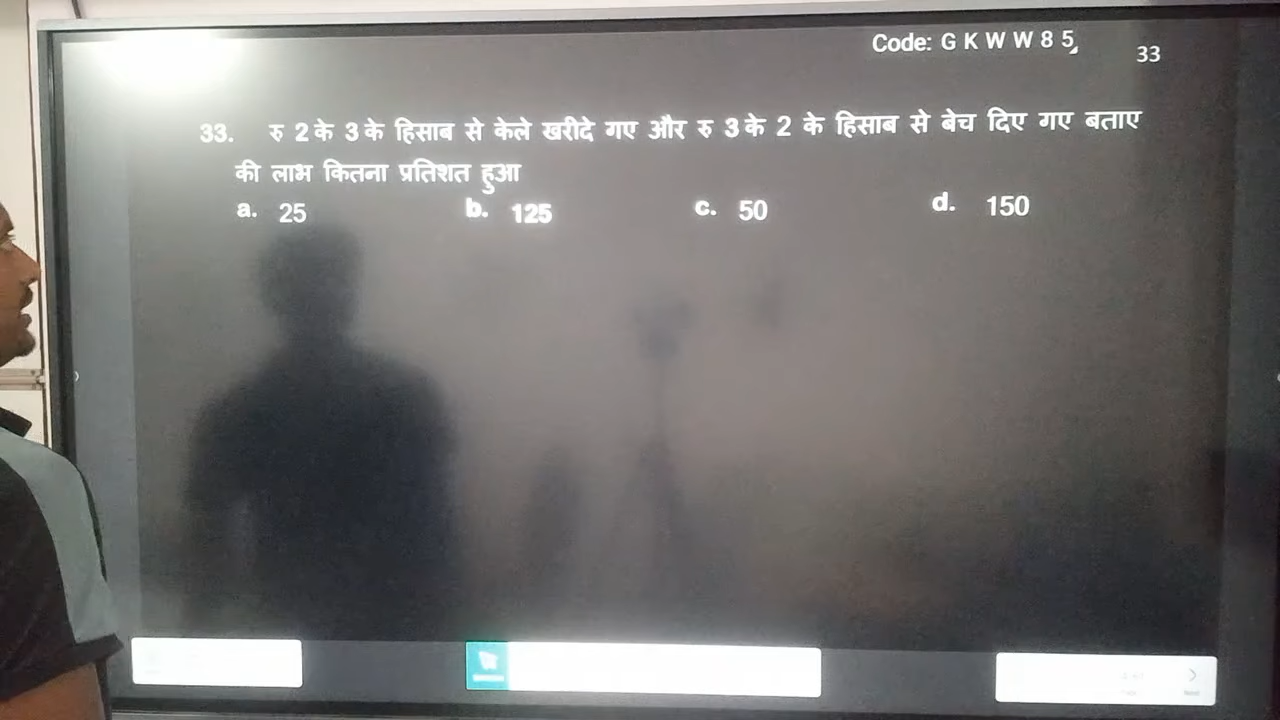 Code: G K W W 8 5
33
33. रु 2 के 3 के हिसाब से केले खरीदे गए और रु 3 के 2 के हिसाब से बेच दिए गए बताए
की लाभ कितना प्रतिशत हुआ
a. 25 b. 125 c. 50 d. 150